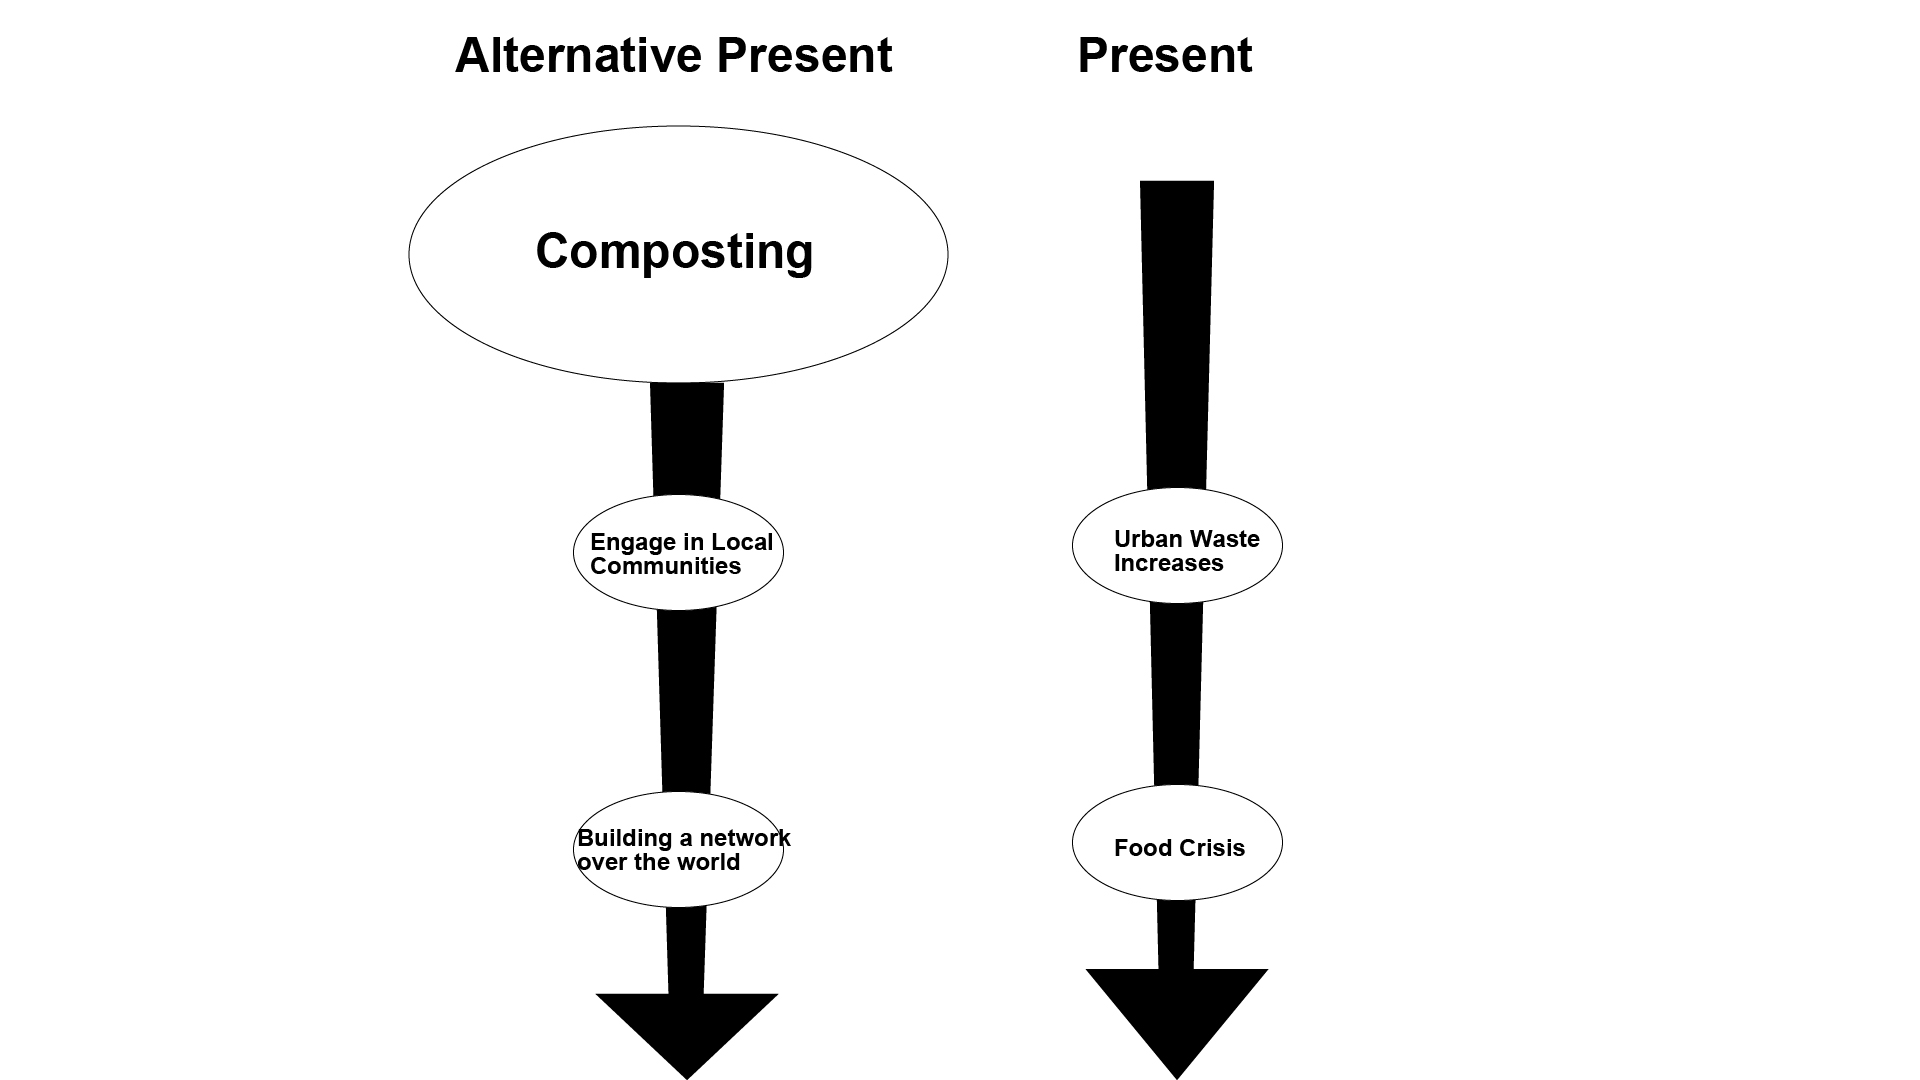 Alternative Present
Present
Composting
Engage in Local
Communities
Urban Waste
Increases
Building a network
over the world
Food Crisis